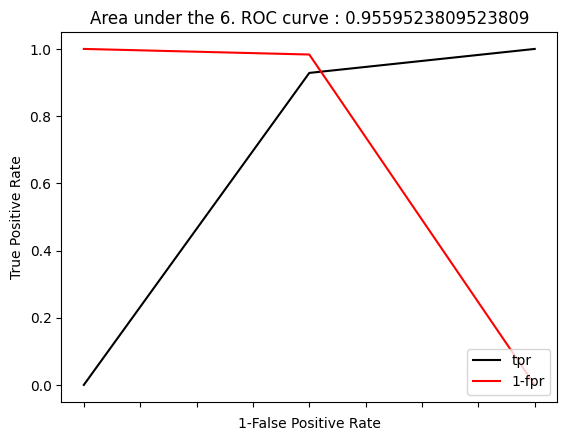 Area under the 6. ROC curve : 0.9559523809523809
1.0
0.8
0.6
0.4
0.2
0.0
True Positive Rate
tpr
1-fpr
1-False Positive Rate